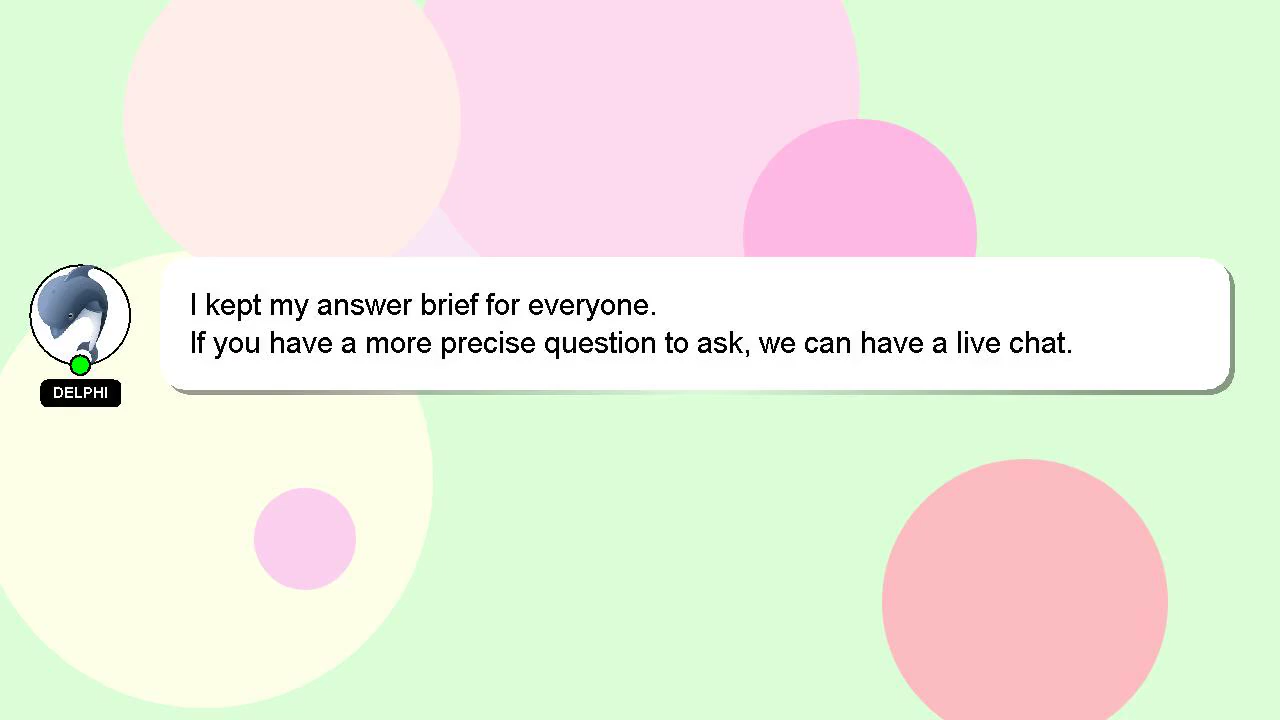 I kept my answer brief for everyone.
If you have a more precise question to ask, we can have a live chat.
DELPHI